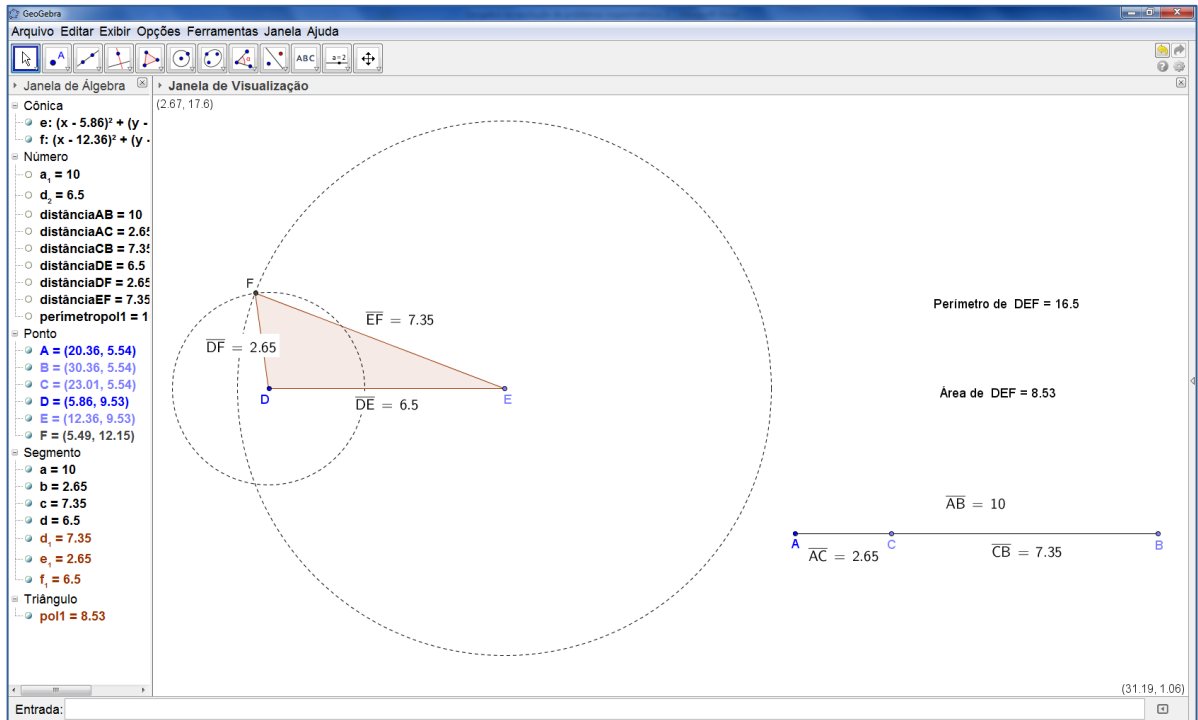 GeoGebra
Arquivo Editar Exibir Opções Ferramentas Janela Ajuda
A
α
ABC
a=2
Janela de Álgebra
Janela de Visualização
Cônica
e: (x - 5.86)² + (y -
f: (x - 12.36)² + (y -
Número
a₁ = 10
d₂ = 6.5
distânciaAB = 10
distânciaAC = 2.65
distânciaCB = 7.35
distânciaDE = 6.5
distânciaDF = 2.65
distânciaEF = 7.35
perímetropol1 = 1
Ponto
A = (20.36, 5.54)
B = (30.36, 5.54)
C = (23.01, 5.54)
D = (5.86, 9.53)
E = (12.36, 9.53)
F = (5.49, 12.15)
Segmento
a = 10
b = 2.65
c = 7.35
d = 6.5
d₁ = 7.35
e₁ = 2.65
f₁ = 6.5
Triângulo
pol1 = 8.53
(2.67, 17.6)
F
EF = 7.35
DF = 2.65
D
DE = 6.5
E
Perímetro de DEF = 16.5
Área de DEF = 8.53
AB = 10
A
C
B
AC = 2.65
CB = 7.35
(31.19, 1.06)
Entrada: